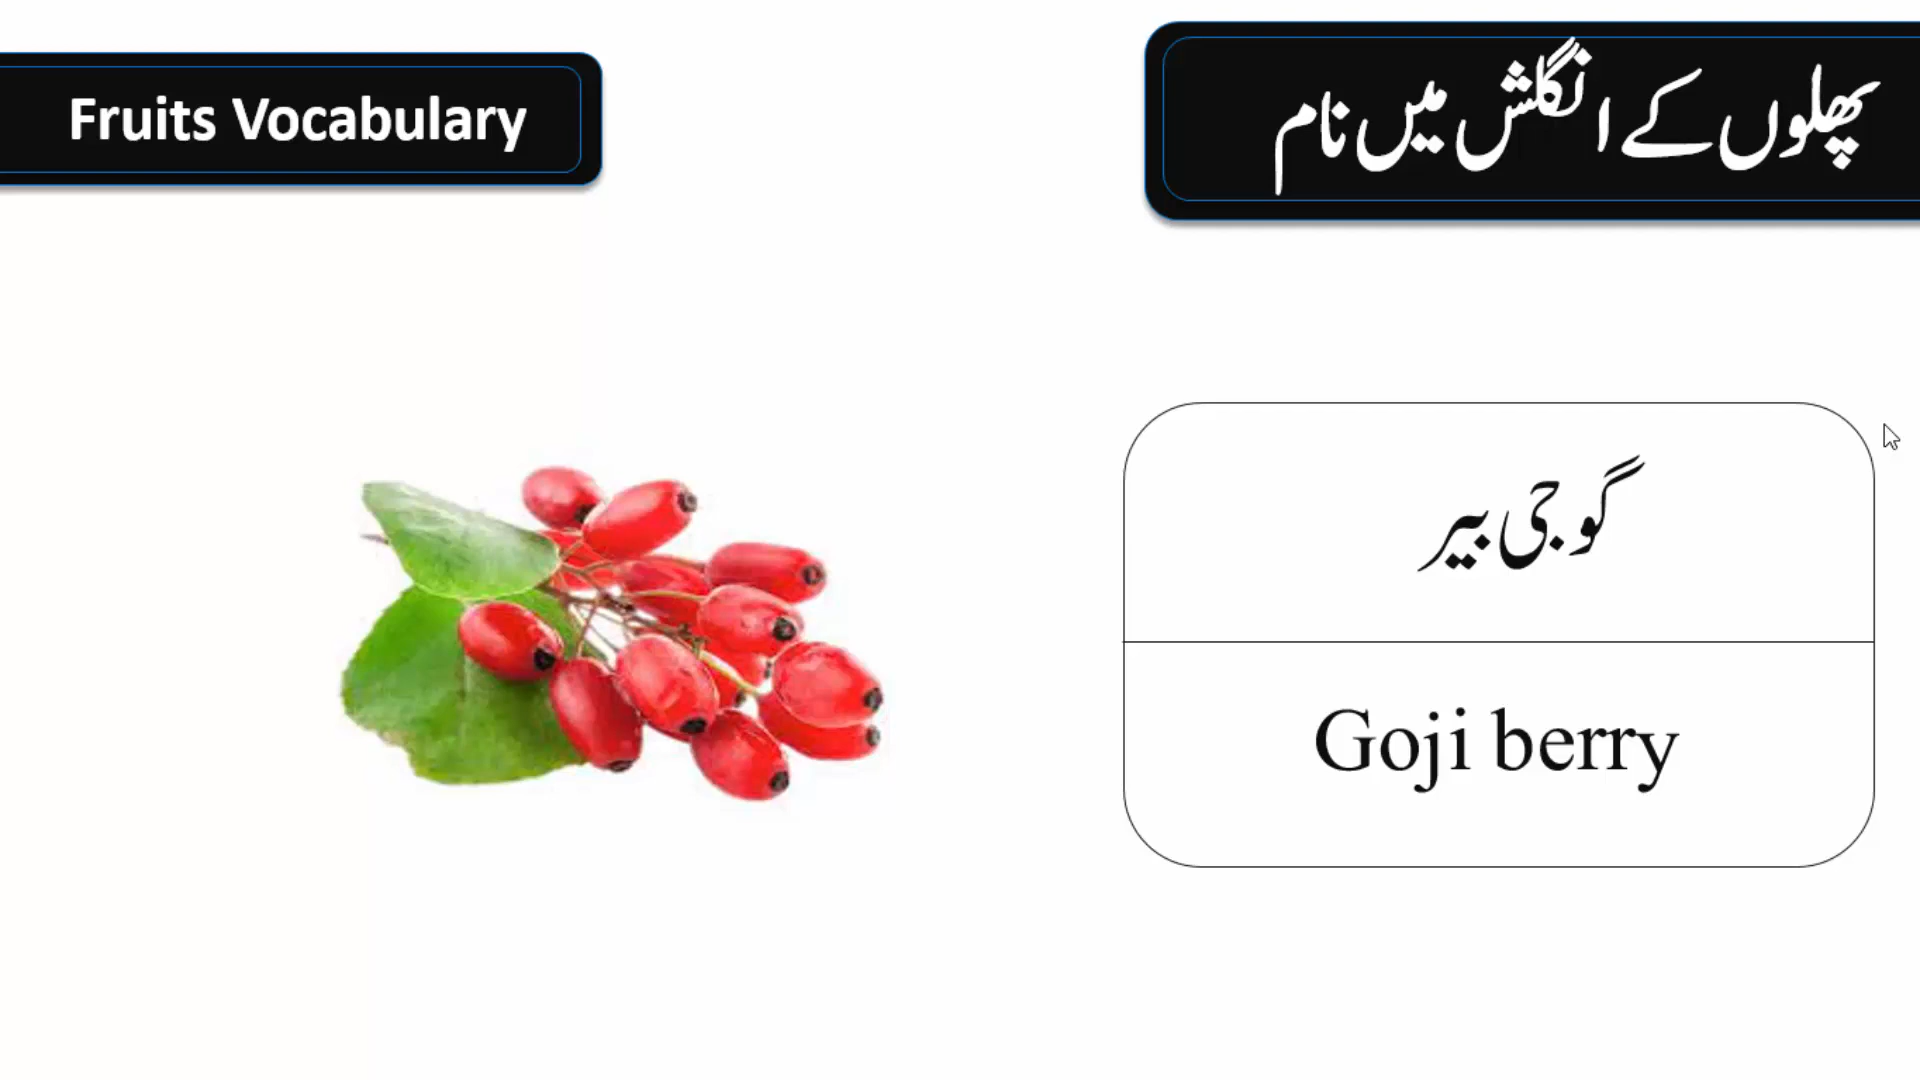 Fruits Vocabulary
پھلوں کے انگلش میں نام
گوجی بیر
Goji berry